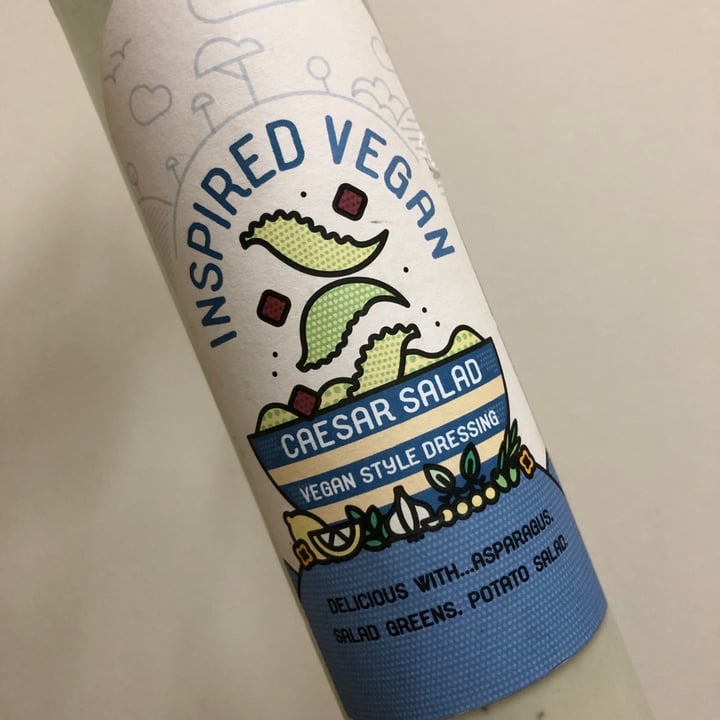 INSPIRED VEGAN
CAESAR SALAD
VEGAN STYLE DRESSING
DELICIOUS WITH...ASPARAGUS.
SALAD GREENS. POTATO SALAD.